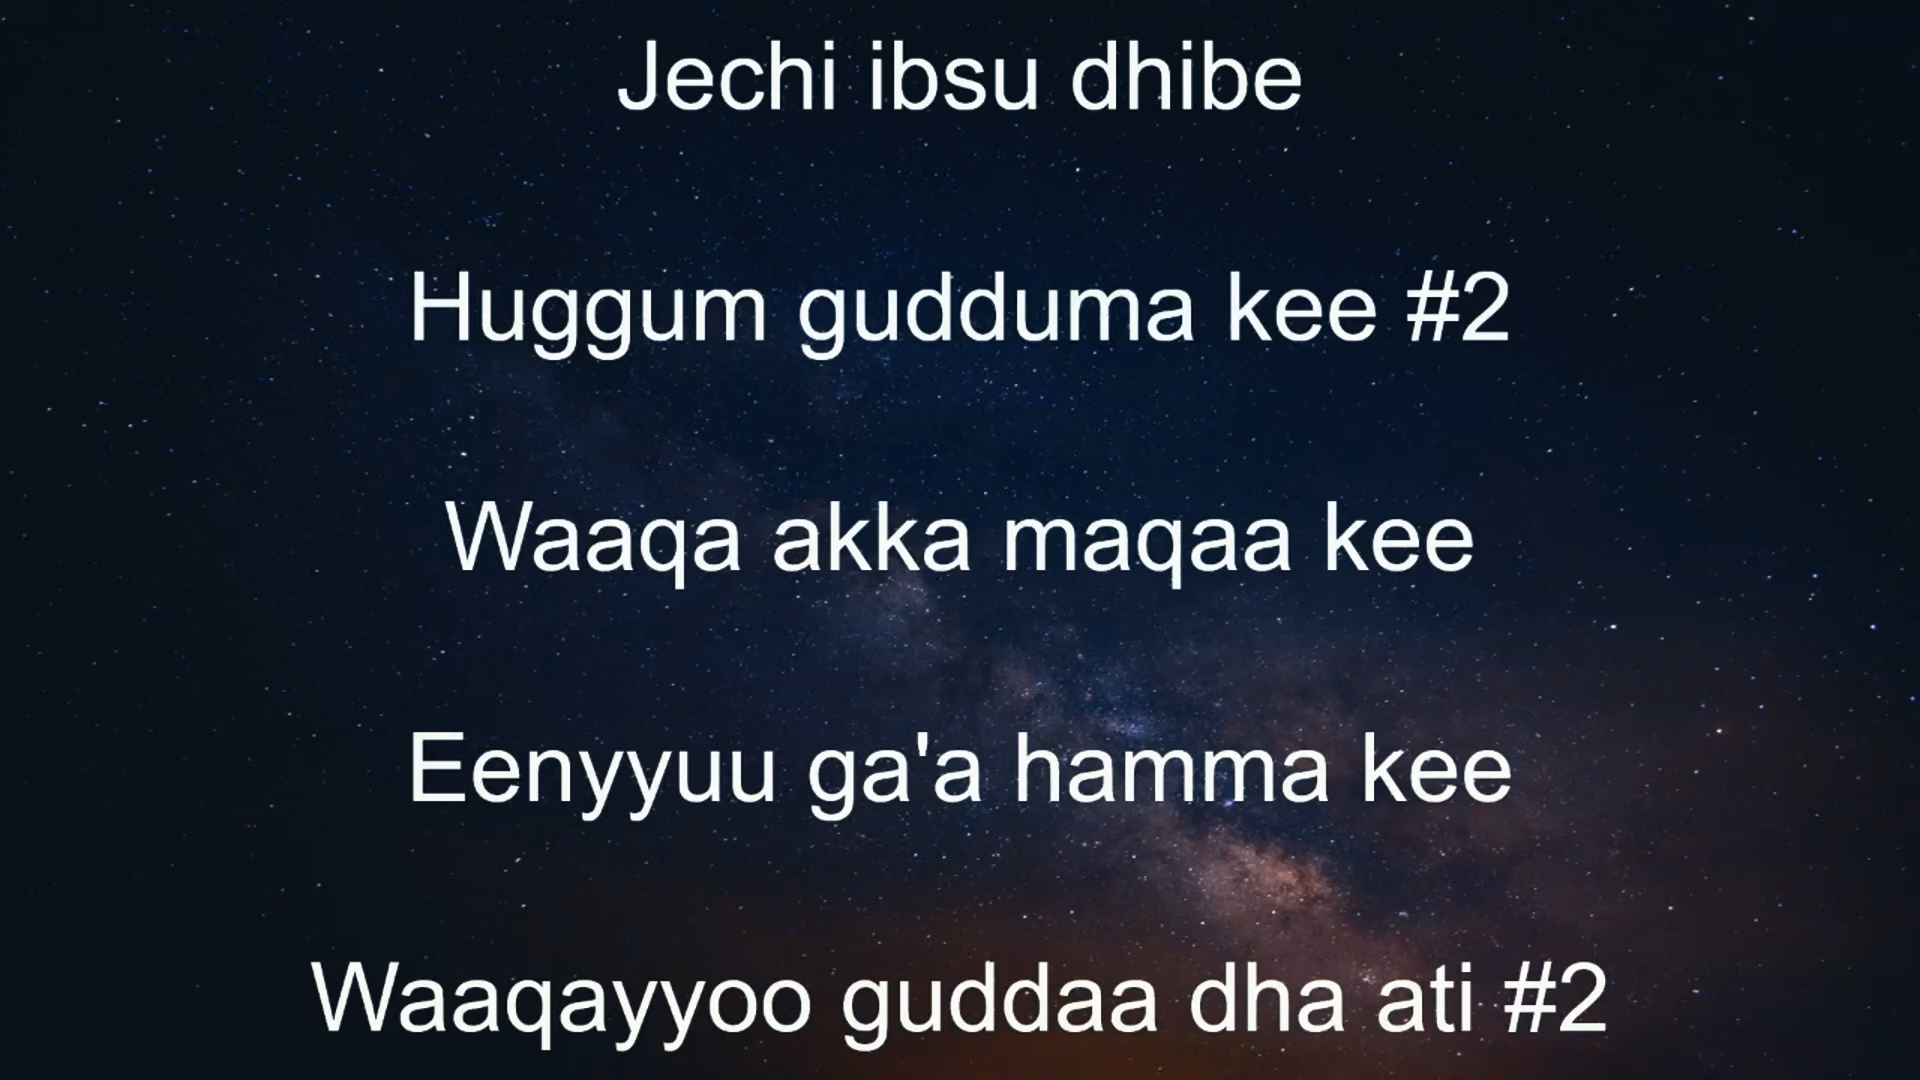 Jechi ibsu dhibe
Huggum gudduma kee #2
Waaqa akka maqaa kee
Eenyyuu ga'a hamma kee
Waaqayyoo guddaa dha ati #2